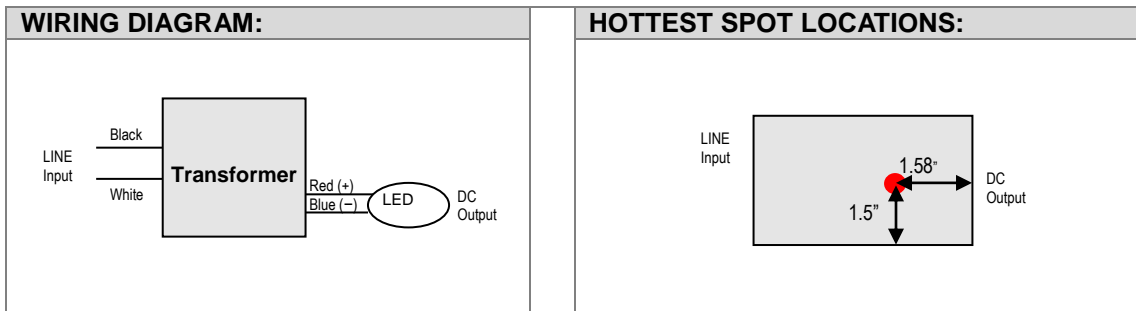 WIRING DIAGRAM:
LINE
Input
Black
White
Transformer
Red (+)
Blue (−)
LED
DC
Output
HOTTEST SPOT LOCATIONS:
LINE
Input
1.58”
1.5”
DC
Output